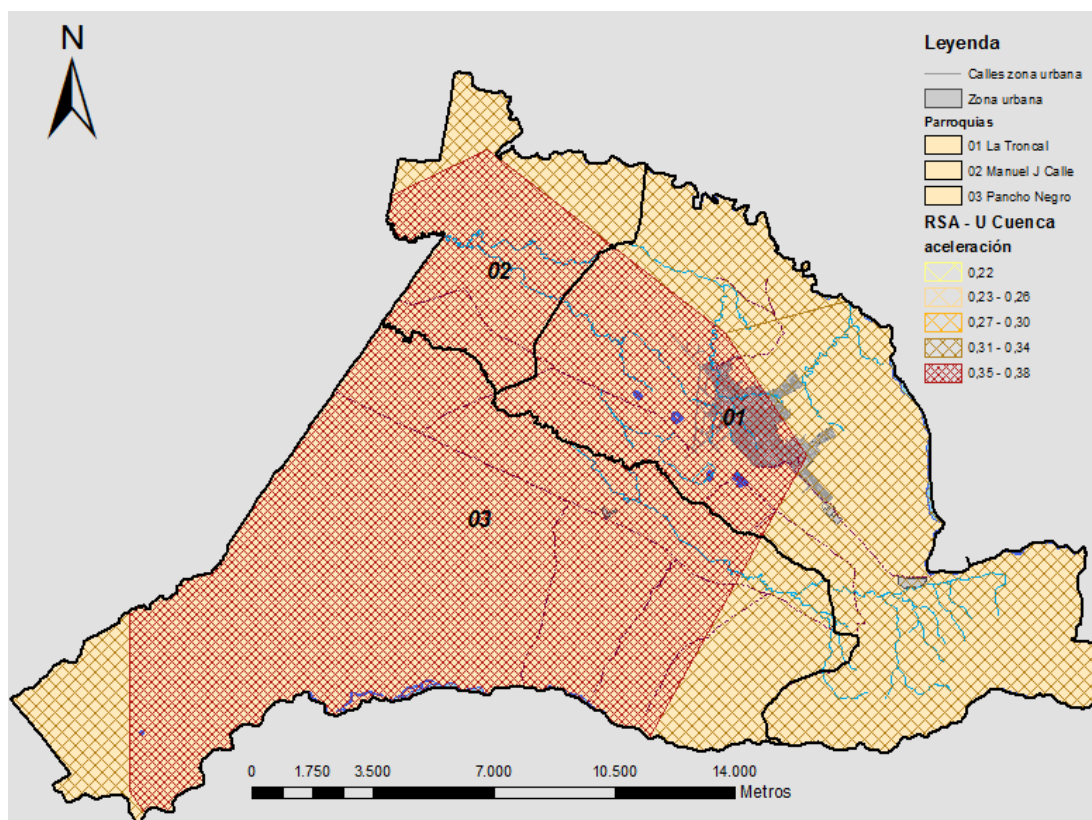 N
Leyenda
Calles zona urbana
Zona urbana
Parroquias
01 La Troncal
02 Manuel J Calle
03 Pancho Negro
RSA - U Cuenca
aceleración
0,22
0,23 - 0,26
0,27 - 0,30
0,31 - 0,34
0,35 - 0,38
02
01
03
0 1.750 3.500 7.000 10.500 14.000
Metros